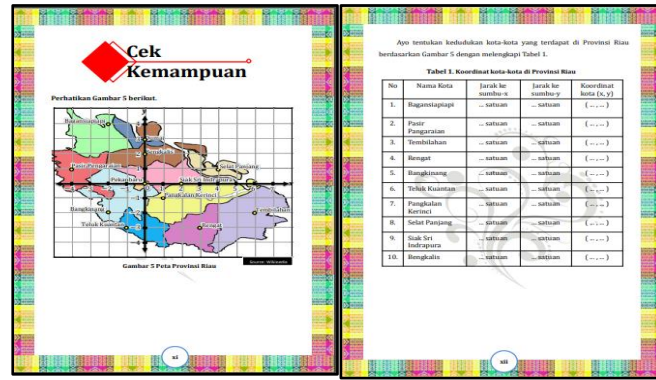 Cek
Kemampuan
Perhatikan Gambar 5 berikut.
Bagansiapiapi
Dumai
Bengkalis
Pasir Pengaraian
Selat Panjang
Pekanbaru
Siak Sri Indrapura
Pangkalan Kerinci
Bangkinang
Tembilahan
Teluk Kuantan
Rengat
Source: Wikipedia
Gambar 5 Peta Provinsi Riau
xi
Ayo tentukan kedudukan kota-kota yang terdapat di Provinsi Riau
berdasarkan Gambar 5 dengan melengkapi Tabel 1.
Tabel 1. Koordinat kota-kota di Provinsi Riau
No Nama Kota Jarak ke sumbu-x Jarak ke sumbu-y Koordinat kota (x, y)
1. Bagansiapiapi ... satuan ... satuan ( ... , ... )
2. Pasir Pangaraian ... satuan ... satuan ( ... , ... )
3. Tembilahan ... satuan ... satuan ( ... , ... )
4. Rengat ... satuan ... satuan ( ... , ... )
5. Bangkinang ... satuan ... satuan ( ... , ... )
6. Teluk Kuantan ... satuan ... satuan ( ... , ... )
7. Pangkalan Kerinci ... satuan ... satuan ( ... , ... )
8. Selat Panjang ... satuan ... satuan ( ... , ... )
9. Siak Sri Indrapura ... satuan ... satuan ( ... , ... )
10. Bengkalis ... satuan ... satuan ( ... , ... )
xii